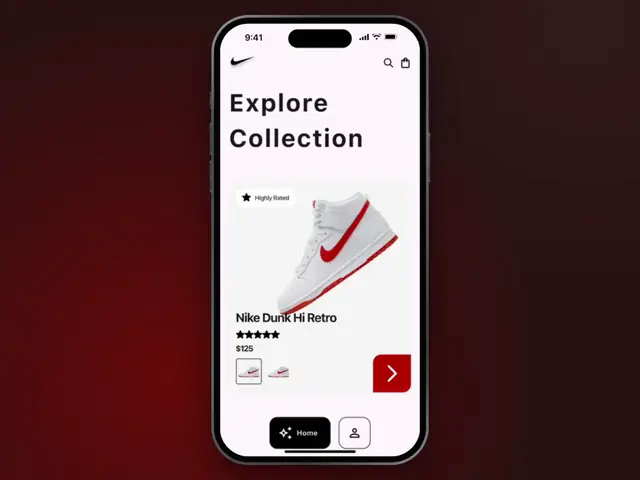 9:41
Explore
Collection
Highly Rated
Nike Dunk Hi Retro
$125
Home